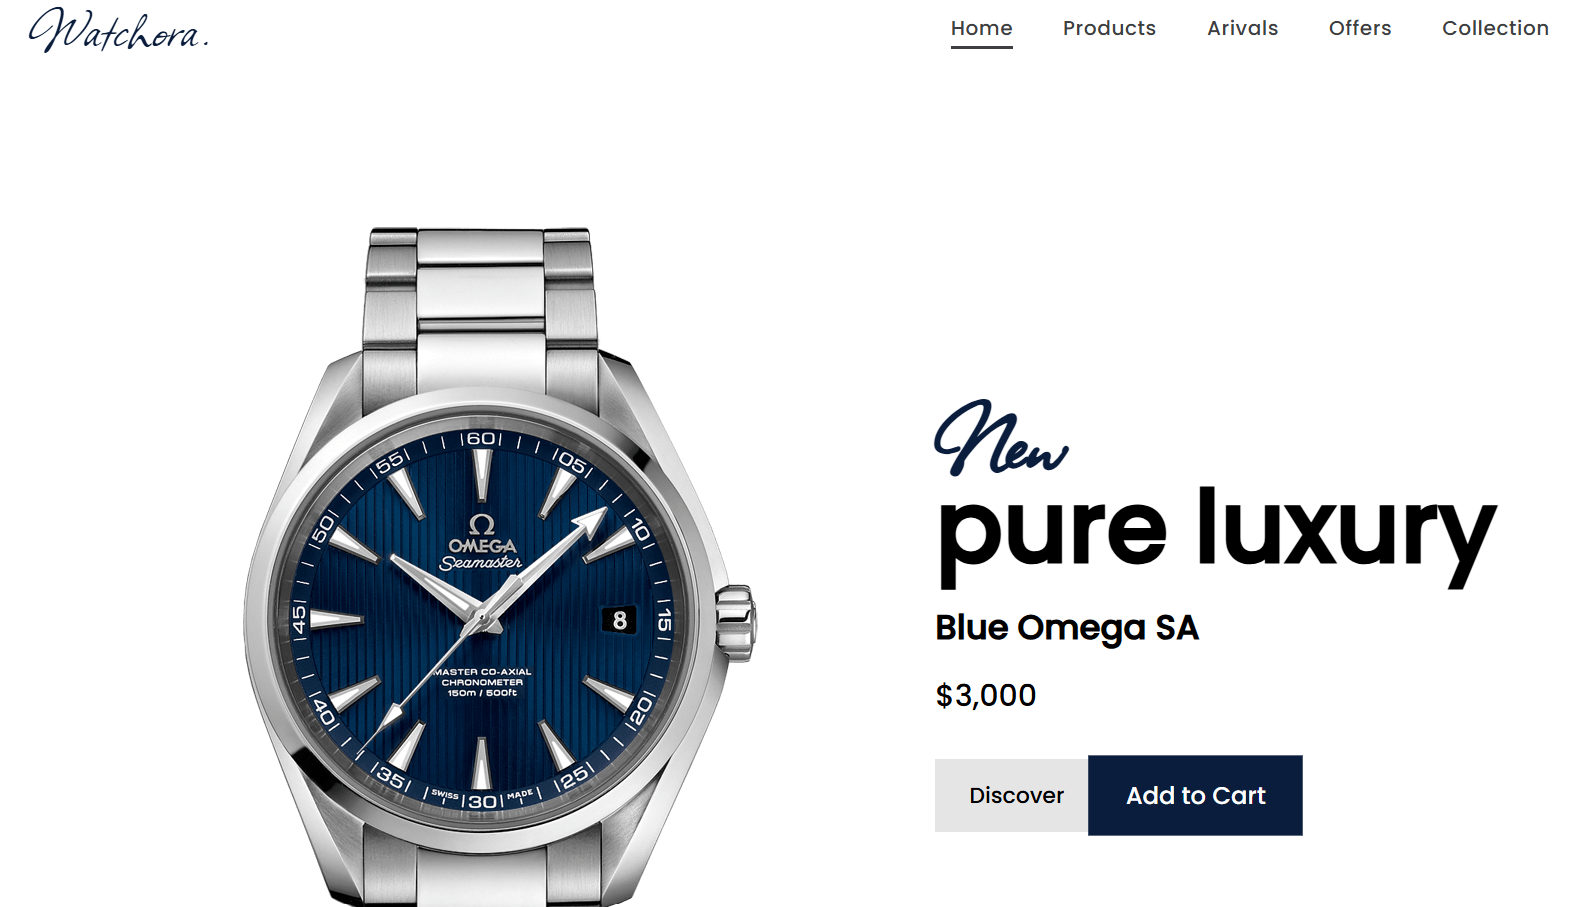 Watchora.
Home Products Arivals Offers Collection
60
55
05
50
10
Ω
OMEGA
Seamaster
45
8
15
MASTER CO-AXIAL
CHRONOMETER
150m / 500ft
40
20
35
25
SWISS 30 MADE
New
pure luxury
Blue Omega SA
$3,000
Discover Add to Cart